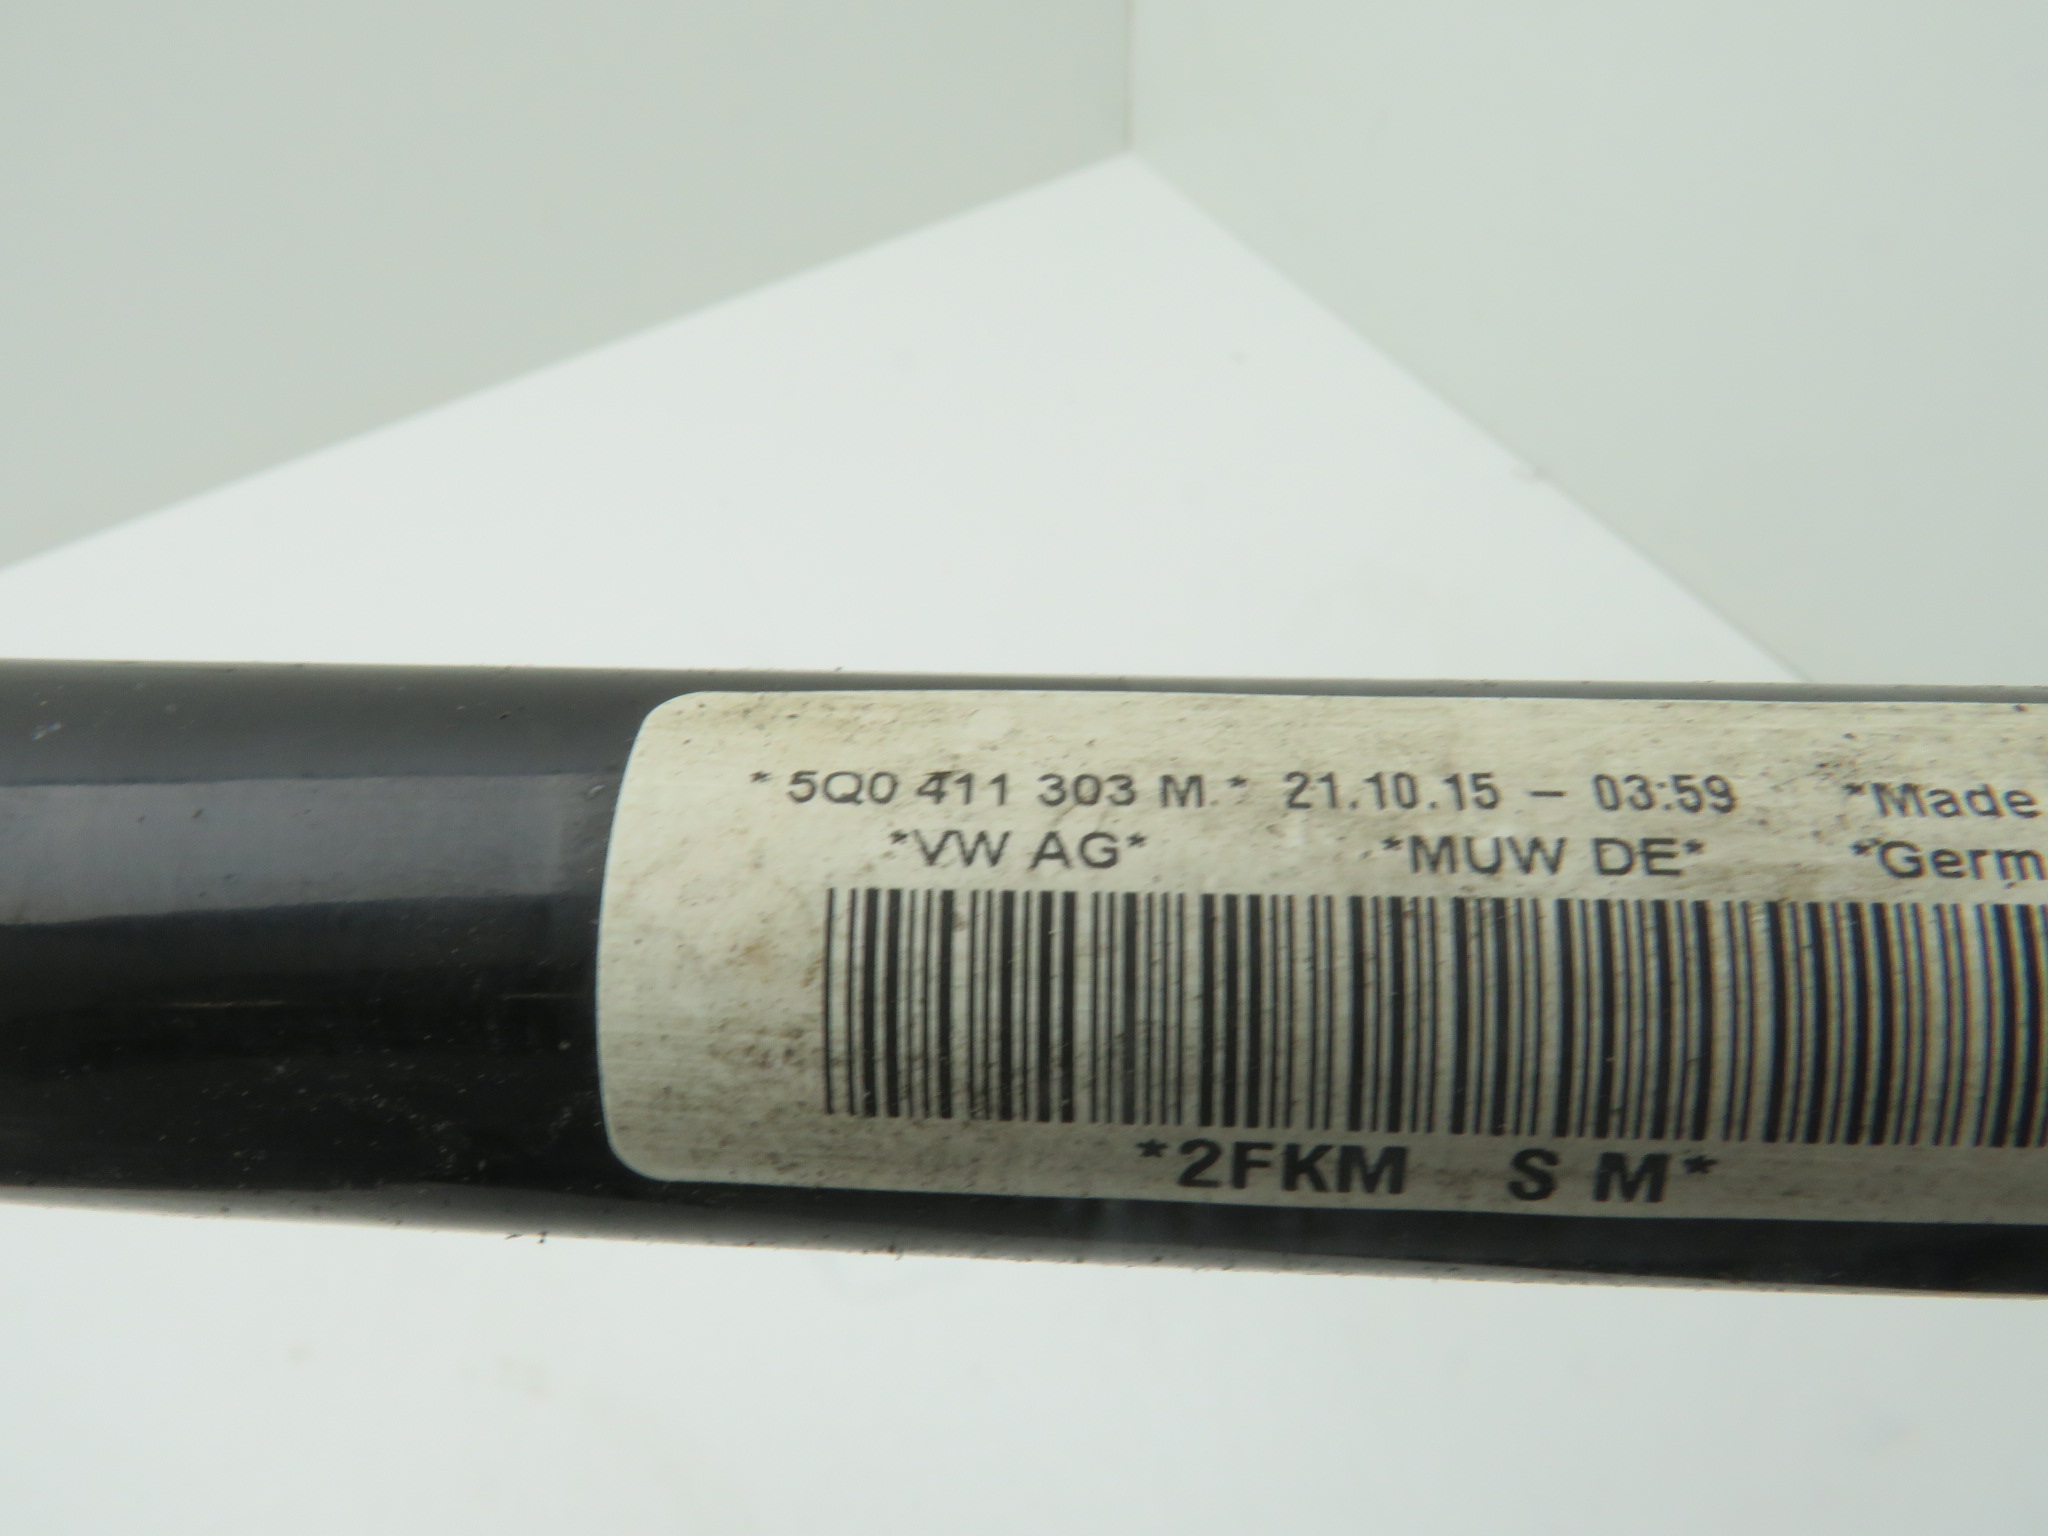 * 5Q0 411 303 M * 21.10.15 - 03:59 *Made
*VW AG* *MUW DE* *Germ
*2FKM S M*